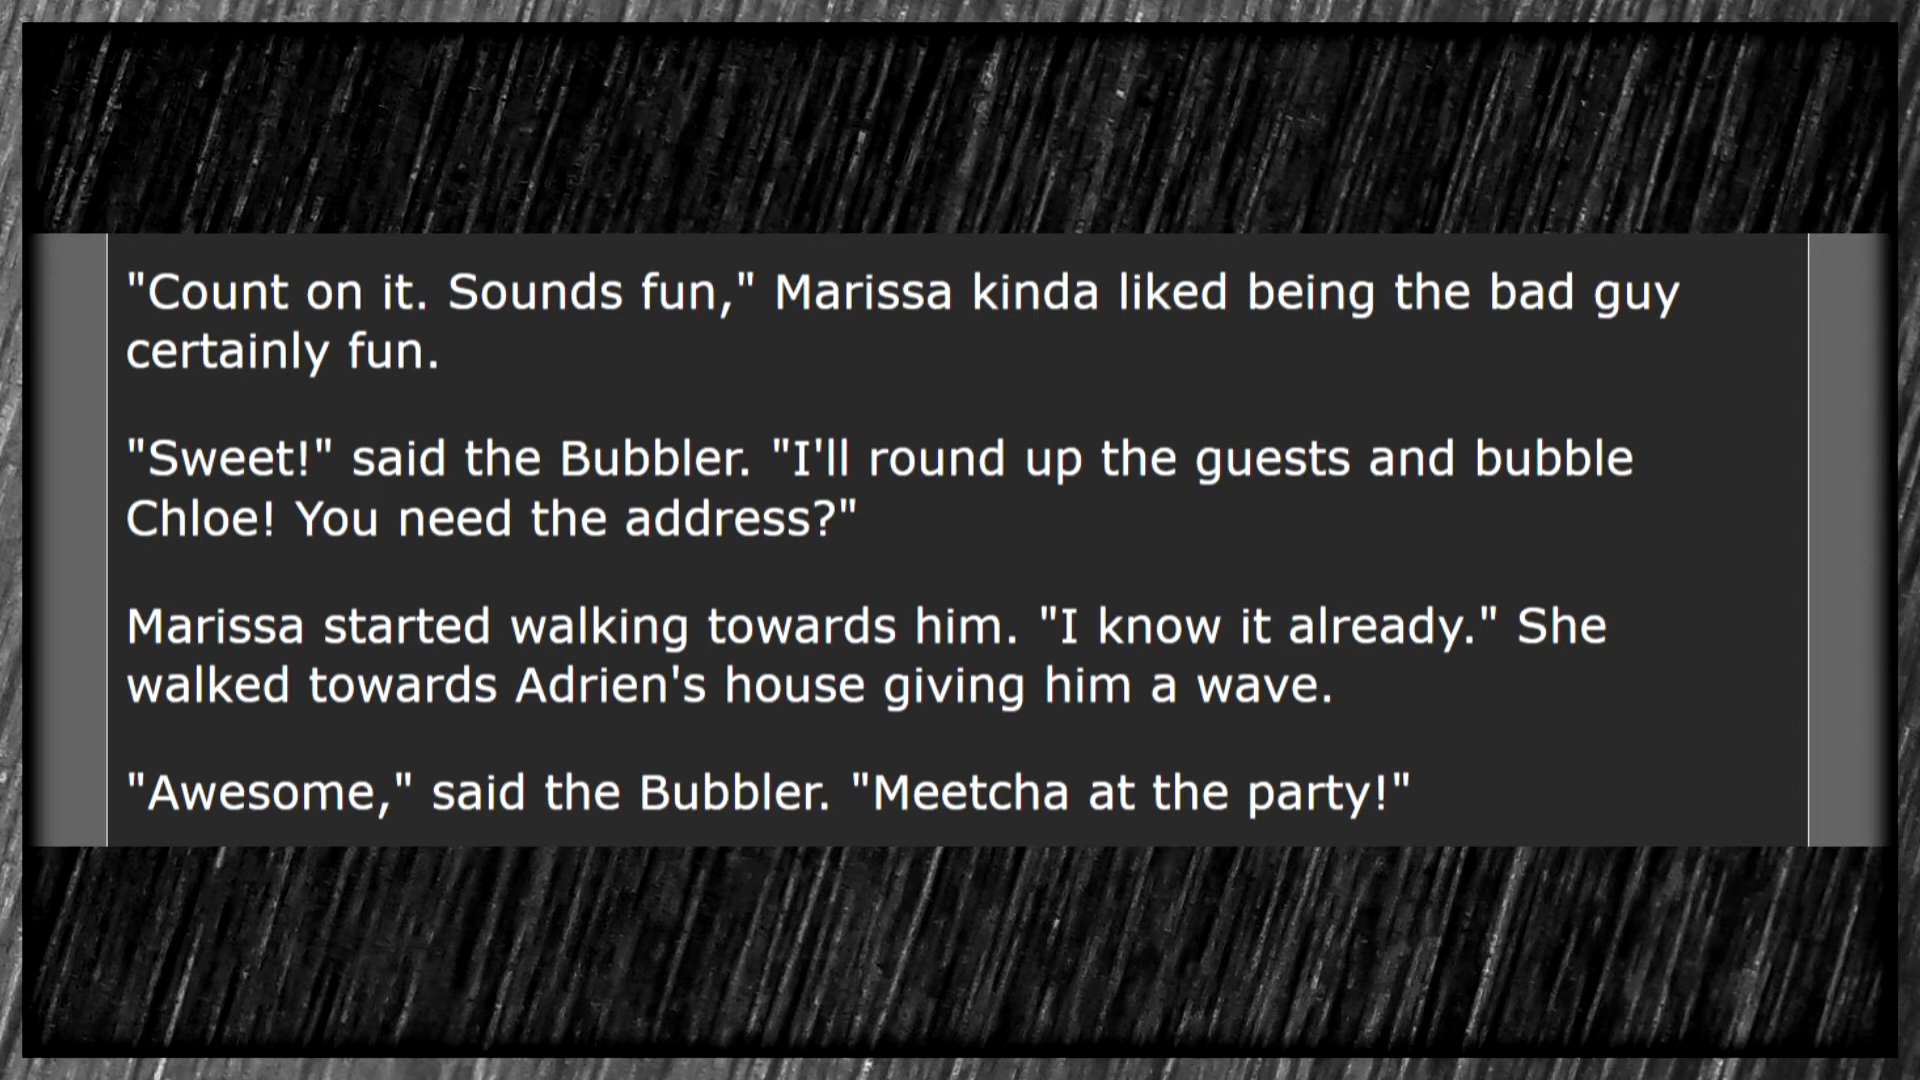 "Count on it. Sounds fun," Marissa kinda liked being the bad guy
certainly fun.
"Sweet!" said the Bubbler. "I'll round up the guests and bubble
Chloe! You need the address?"
Marissa started walking towards him. "I know it already." She
walked towards Adrien's house giving him a wave.
"Awesome," said the Bubbler. "Meetcha at the party!"